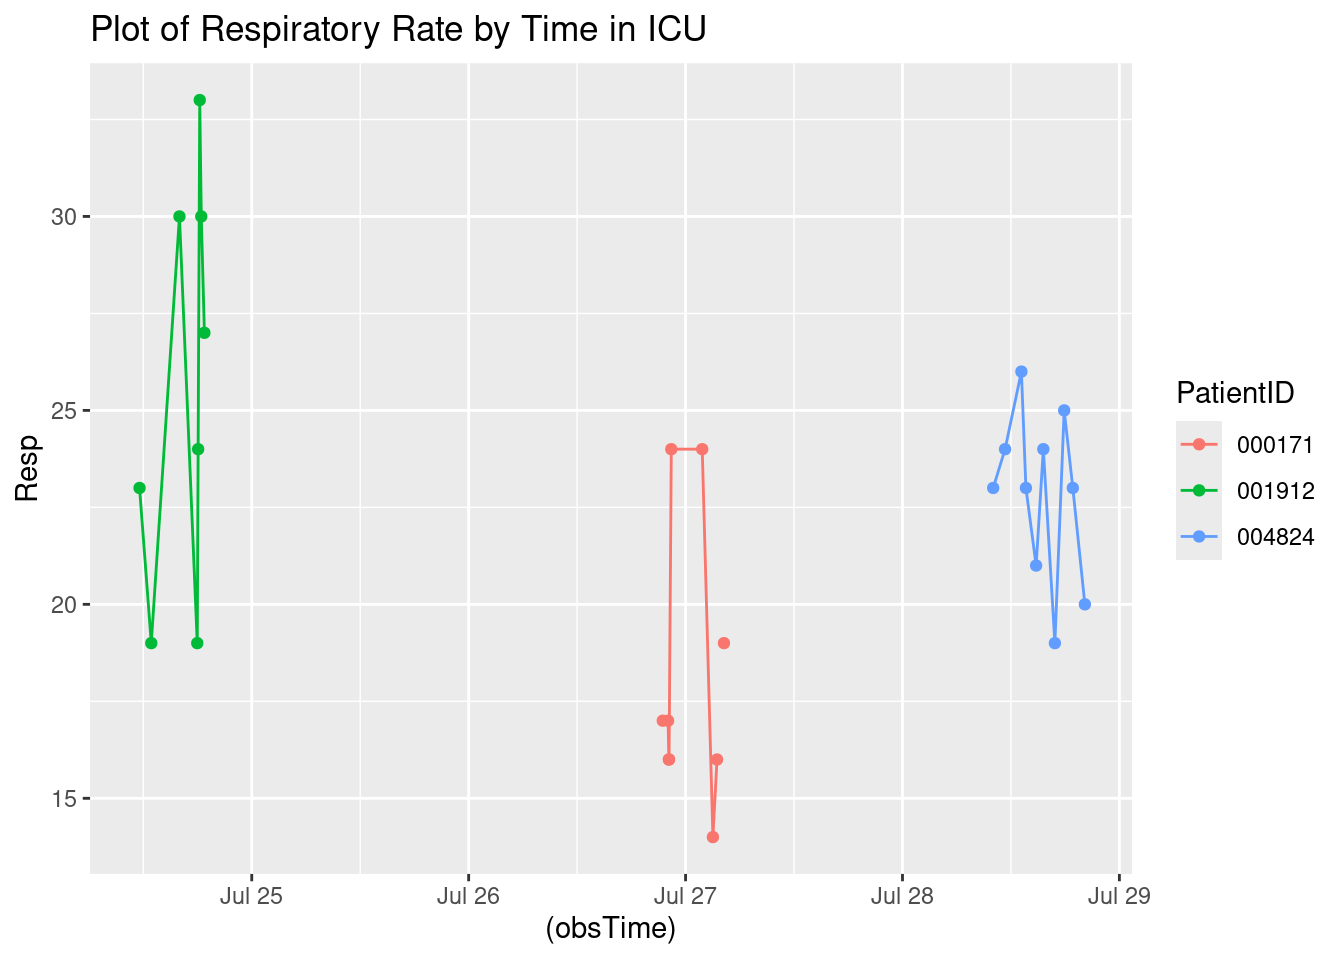 Plot of Respiratory Rate by Time in ICU
Resp
30
25
20
15
Jul 25 Jul 26 Jul 27 Jul 28 Jul 29
(obsTime)
PatientID
000171
001912
004824